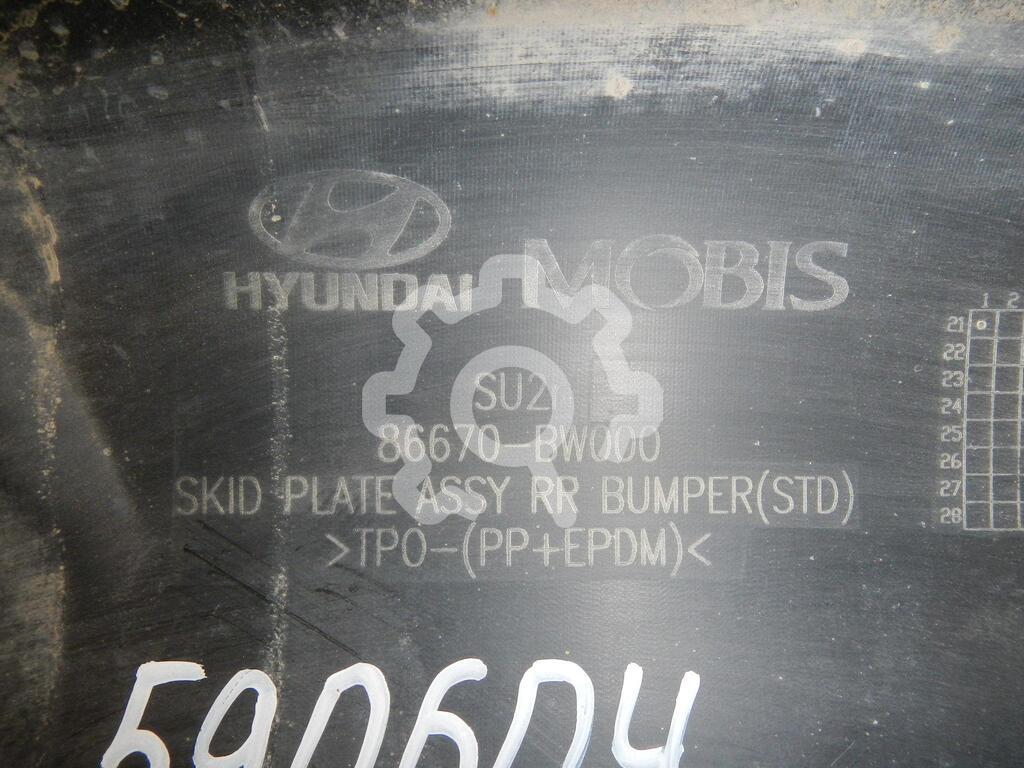 HYUNDAI MOBIS
1 2
21
22
23
24
25
26
27
28
SU2
86670 BW000
SKID PLATE ASSY RR BUMPER(STD)
>TPO-(PP+EPDM)<
590604